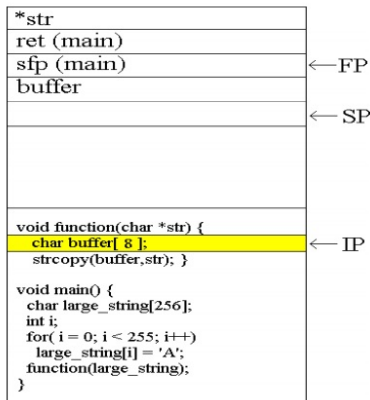 *str
ret (main)
sfp (main) ←FP
buffer
←SP
void function(char *str) {
char buffer[ 8 ]; ←IP
strcopy(buffer,str); }
void main() {
char large_string[256];
int i;
for( i = 0; i < 255; i++)
large_string[i] = 'A';
function(large_string);
}